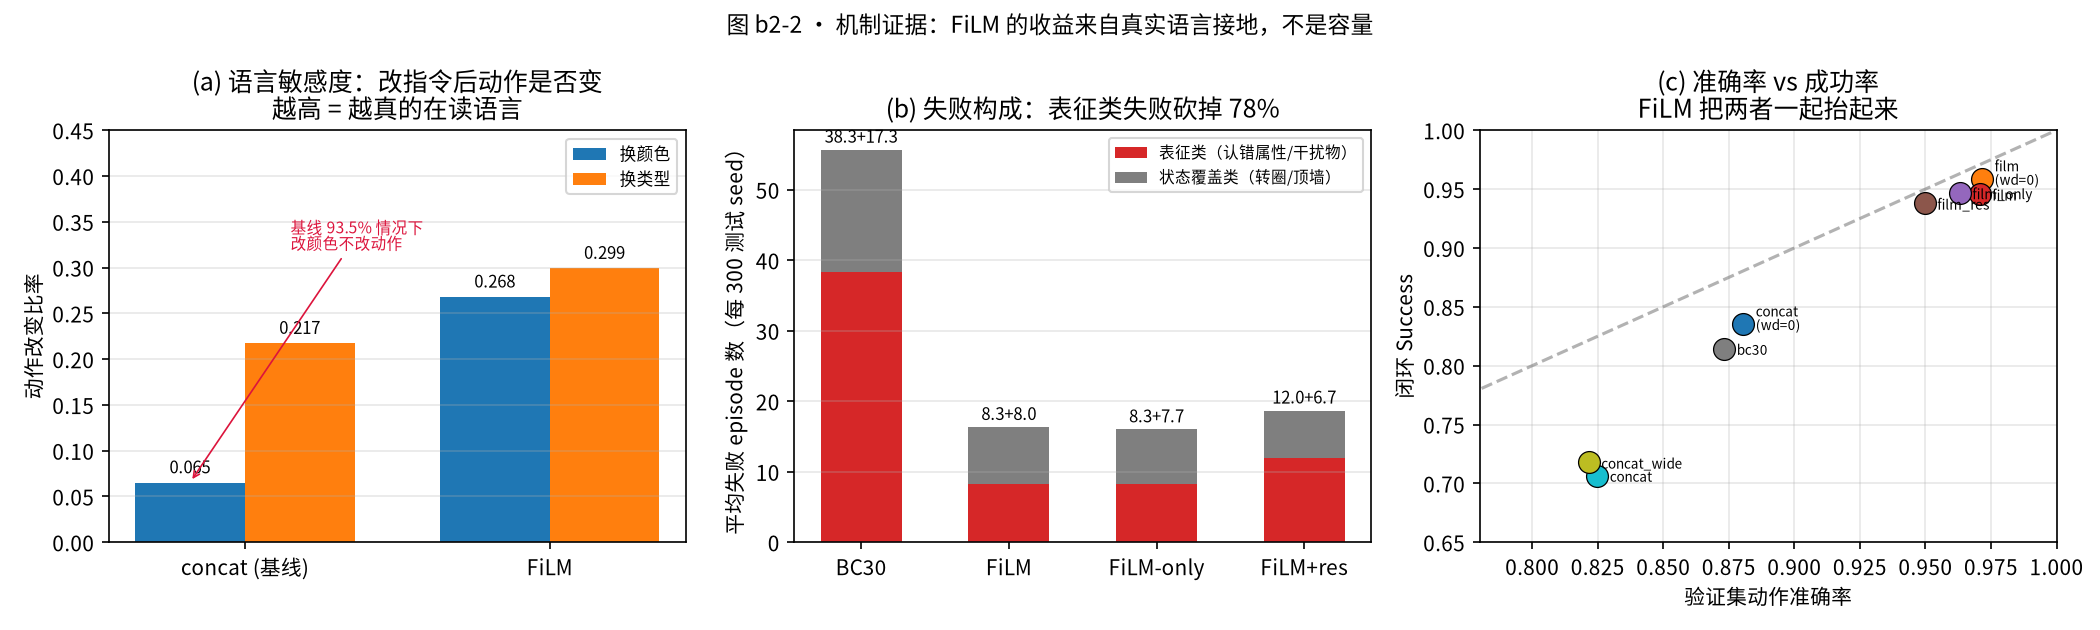 图 b2-2 · 机制证据：FiLM 的收益来自真实语言接地，不是容量
(a) 语言敏感度：改指令后动作是否变
越高 = 越真的在读语言
动作改变比率
0.45
0.40
0.35
0.30
0.25
0.20
0.15
0.10
0.05
0.00
换颜色
换类型
基线 93.5% 情况下
改颜色不改动作
0.065
0.217
0.268
0.299
concat (基线)
FiLM
(b) 失败构成：表征类失败砍掉 78%
平均失败 episode 数（每 300 测试 seed）
50
40
30
20
10
0
表征类（认错属性/干扰物）
状态覆盖类（转圈/顶墙）
38.3+17.3
8.3+8.0
8.3+7.7
12.0+6.7
BC30
FiLM
FiLM-only
FiLM+res
(c) 准确率 vs 成功率
FiLM 把两者一起抬起来
闭环 Success
1.00
0.95
0.90
0.85
0.80
0.75
0.70
0.65
film
(wd=0)
film_only
film
film_res
concat
(wd=0)
bc30
concat_wide
concat
0.800 0.825 0.850 0.875 0.900 0.925 0.950 0.975 1.000
验证集动作准确率